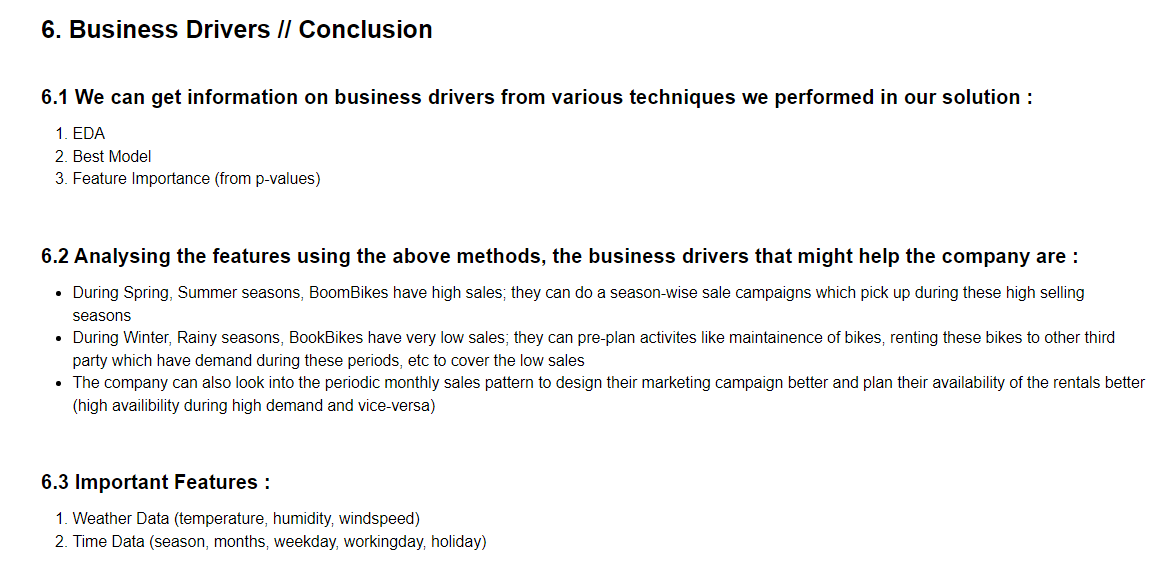 6. Business Drivers // Conclusion
6.1 We can get information on business drivers from various techniques we performed in our solution :
1. EDA
2. Best Model
3. Feature Importance (from p-values)
6.2 Analysing the features using the above methods, the business drivers that might help the company are :
• During Spring, Summer seasons, BoomBikes have high sales; they can do a season-wise sale campaigns which pick up during these high selling
seasons
• During Winter, Rainy seasons, BookBikes have very low sales; they can pre-plan activites like maintainence of bikes, renting these bikes to other third
party which have demand during these periods, etc to cover the low sales
• The company can also look into the periodic monthly sales pattern to design their marketing campaign better and plan their availability of the rentals better
(high availibility during high demand and vice-versa)
6.3 Important Features :
1. Weather Data (temperature, humidity, windspeed)
2. Time Data (season, months, weekday, workingday, holiday)